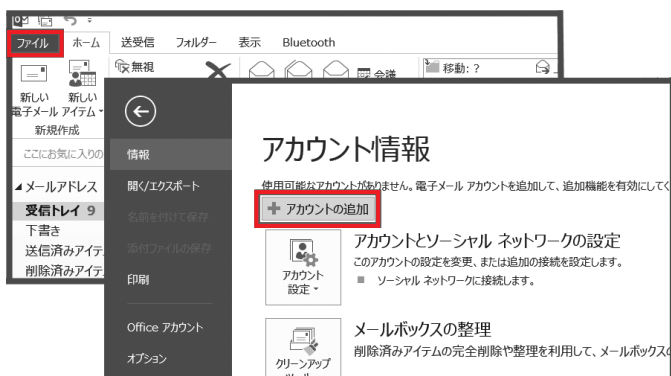 ファイル ホーム 送受信 フォルダー 表示 Bluetooth
無視
会議
移動: ?
新しい 新しい
電子メール アイテム
新規作成
ここにお気に入りの
メールアドレス
受信トレイ 9
下書き
送信済みアイテ
削除済みアイテ
情報
開く/エクスポート
名前を付けて保存
添付ファイルの保存
印刷
Office アカウント
オプション
アカウント情報
使用可能なアカウントがありません。電子メール アカウントを追加して、追加機能を有効にしてく
アカウントの追加
アカウント
設定
アカウントとソーシャル ネットワークの設定
このアカウントの設定を変更、または追加の接続を設定します。
ソーシャル ネットワークに接続します。
クリーンアップ
メールボックスの整理
削除済みアイテムの完全削除や整理を利用して、メールボックスの